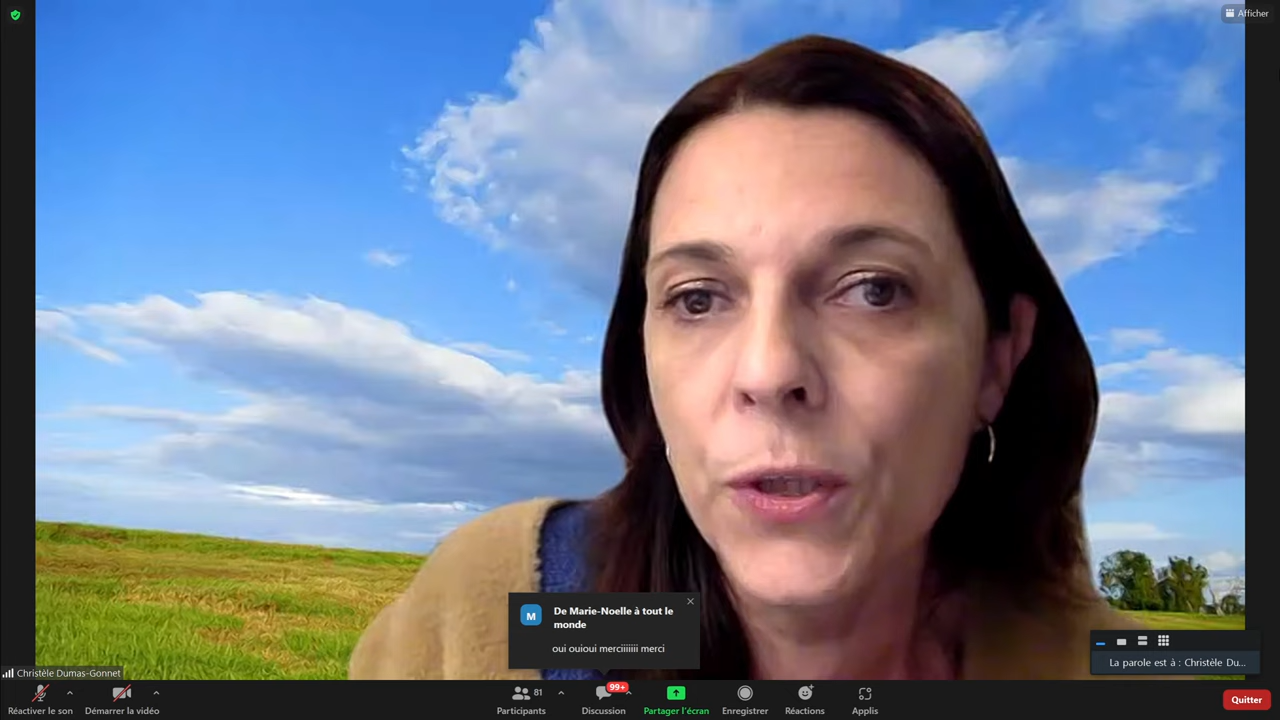 Afficher
De Marie-Noelle à tout le
monde
M
oui ouioui merciiiiiii merci
Christèle Dumas-Gonnet
La parole est à : Christèle Du...
Réactiver le son
Démarrer la vidéo
81
Participants
99+
Discussion
Partager l'écran
Enregistrer
Réactions
Applis
Quitter